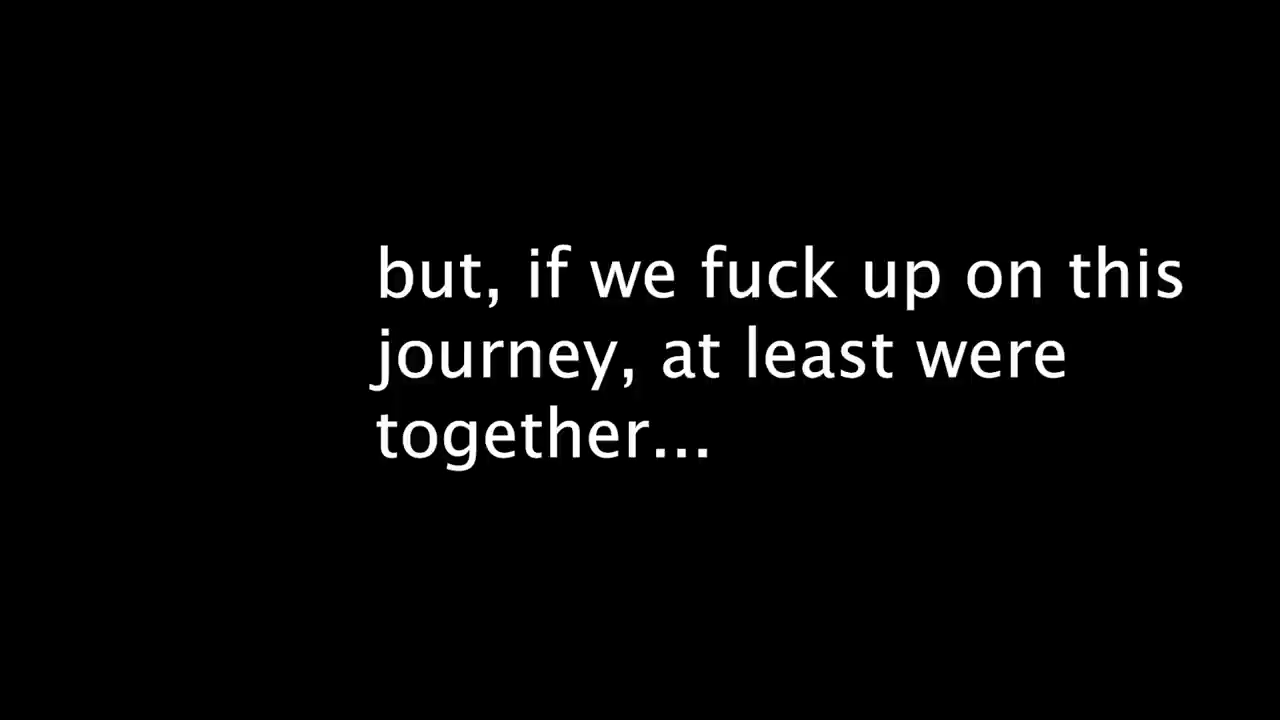 but, if we fuck up on this
journey, at least were
together...